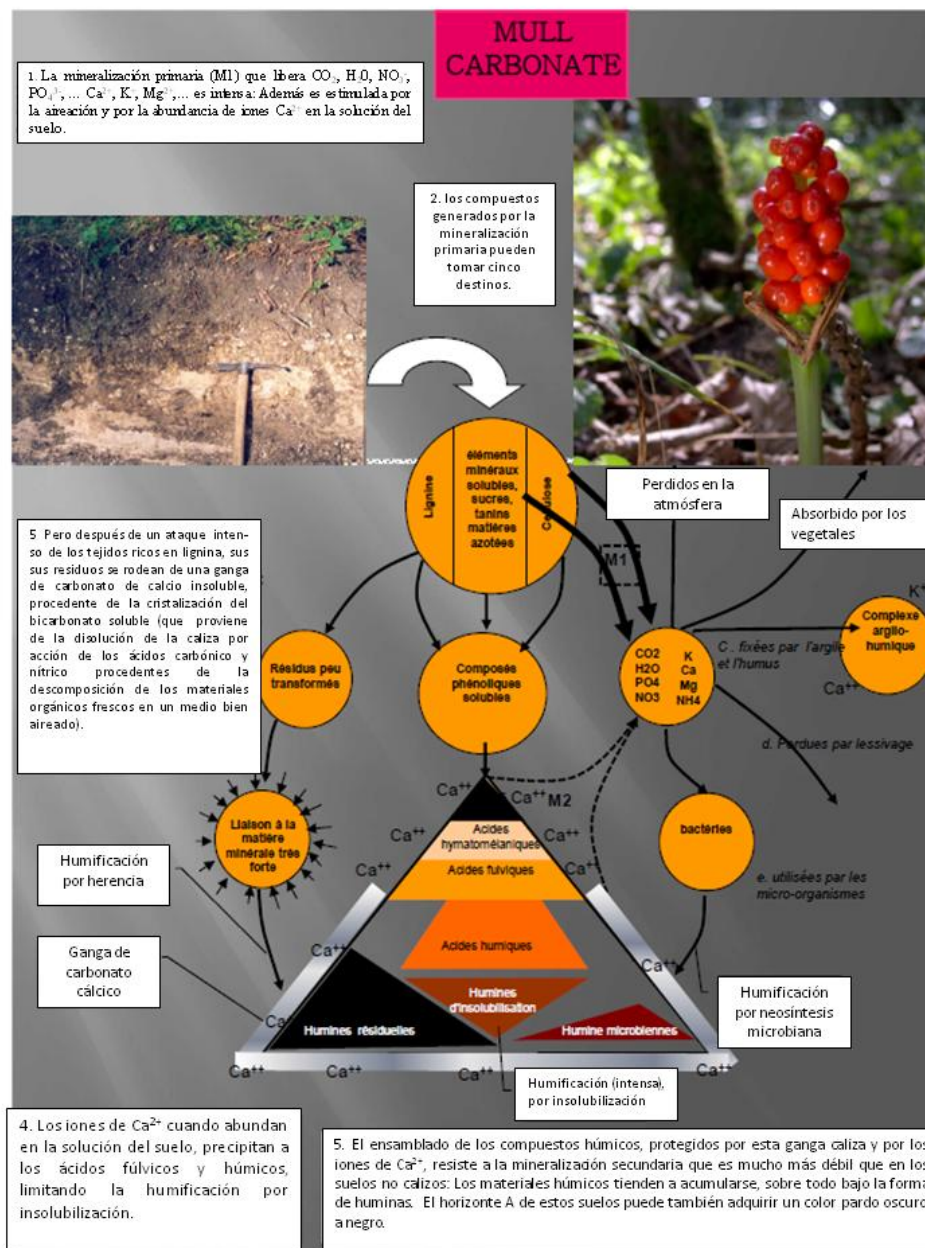 MULL
CARBONATE
1. La mineralización primaria (M1) que libera CO₂, H₂0, NO₃⁻,
PO₄³⁻, ... Ca²⁺, K⁺, Mg²⁺,... es intensa: Además es estimulada por
la aireación y por la abundancia de iones Ca²⁺ en la solución del
suelo.
2. los compuestos
generados por la
mineralización
primaria pueden
tomar cinco
destinos.
Lignine
éléments
minéraux
solubles,
sucres,
tanins
matières
azotées
Cellulose
Perdidos en la
atmósfera
Absorbido por los
vegetales
M1
5 Pero después de un ataque inten-
so de los tejidos ricos en lignina, sus
sus residuos se rodean de una ganga
de carbonato de calcio insoluble,
procedente de la cristalización del
bicarbonato soluble (que proviene
de la disolución de la caliza por
acción de los ácidos carbónico y
nítrico procedentes de la
descomposición de los materiales
orgánicos frescos en un medio bien
aireado).
Résidus peu
transformés
Composés
phénoliques
solubles
CO2
H2O
PO4
NO3
K
Ca
Mg
NH4
C . fixées par l'argile
et l'humus
K⁺
Complexe
argilo-
humique
Ca⁺⁺
d. Perdues par lessivage
Liaison à la
matière
minérale très
forte
bactéries
e. utilisées par les
micro-organismes
Ca⁺⁺
Ca⁺⁺ M2
Ca⁺⁺
Ca⁺⁺
Ca⁺⁺
Ca⁺⁺
Acides
hymatomélaniques
Acides fulviques
Acides humiques
Humines
d'insolubilisation
Humines résiduelles
Humine microbiennes
Humificación
por herencia
Ganga de
carbonato
cálcico
Ca⁺⁺
Ca⁺⁺
Ca⁺⁺
Humificación
por neosíntesis
microbiana
Ca⁺⁺
Ca⁺⁺
Ca⁺⁺
Ca⁺⁺
Humificación (intensa),
por insolubilización
4. Los iones de Ca²⁺ cuando abundan
en la solución del suelo, precipitan a
los ácidos fúlvicos y húmicos,
limitando la humificación por
insolubilización.
5. El ensamblado de los compuestos húmicos, protegidos por esta ganga caliza y por los
iones de Ca²⁺, resiste a la mineralización secundaria que es mucho más débil que en los
suelos no calizos: Los materiales húmicos tienden a acumularse, sobre todo bajo la forma
de huminas. El horizonte A de estos suelos puede también adquirir un color pardo oscuro
a negro.